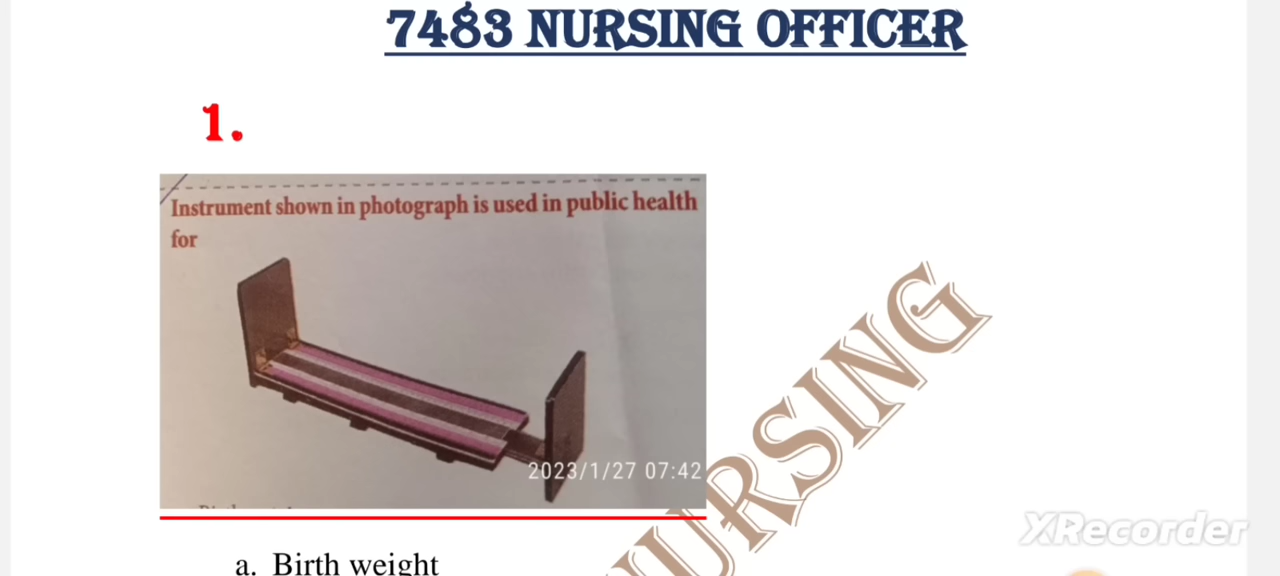 7483 NURSING OFFICER
1.
Instrument shown in photograph is used in public health
for
2023/1/27 07:42
NURSING
XRecorder
a. Birth weight